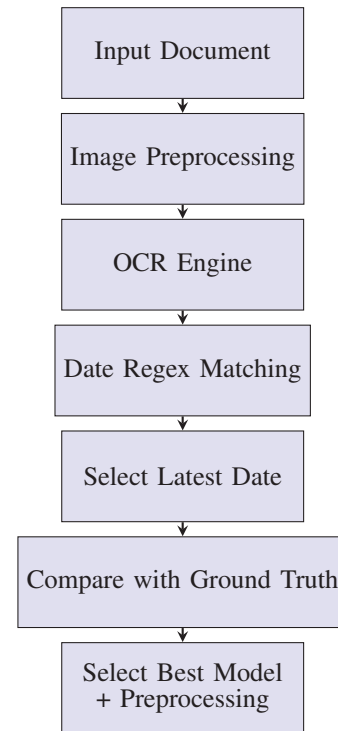 Input Document
Image Preprocessing
OCR Engine
Date Regex Matching
Select Latest Date
Compare with Ground Truth
Select Best Model
+ Preprocessing